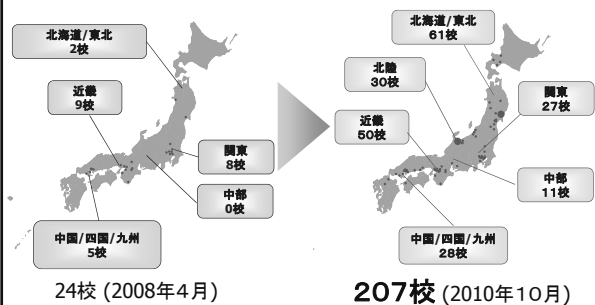 北海道/東北
2校
近畿
9校
関東
8校
中部
0校
中国/四国/九州
5校
24校 (2008年4月)
北海道/東北
61校
北陸
30校
関東
27校
近畿
50校
中部
11校
中国/四国/九州
28校
207校 (2010年10月)